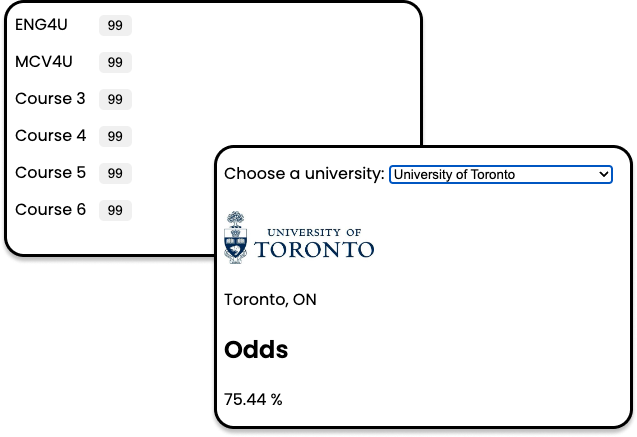 ENG4U 99
MCV4U 99
Course 3 99
Course 4 99
Course 5 99
Course 6 99
Choose a university: University of Toronto
UNIVERSITY OF
TORONTO
Toronto, ON
Odds
75.44 %